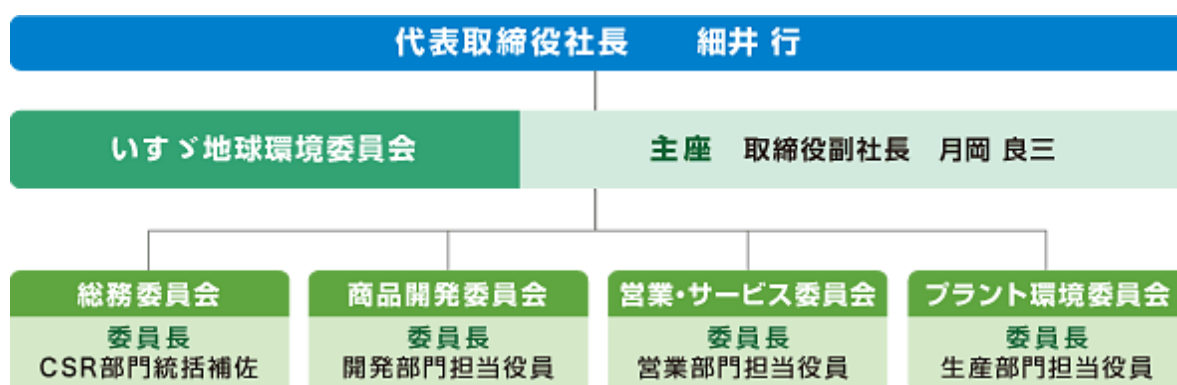 代表取締役社長　細井 行
いすゞ地球環境委員会　主座　取締役副社長　月岡 良三
総務委員会
委員長
CSR部門統括補佐
商品開発委員会
委員長
開発部門担当役員
営業・サービス委員会
委員長
営業部門担当役員
プラント環境委員会
委員長
生産部門担当役員